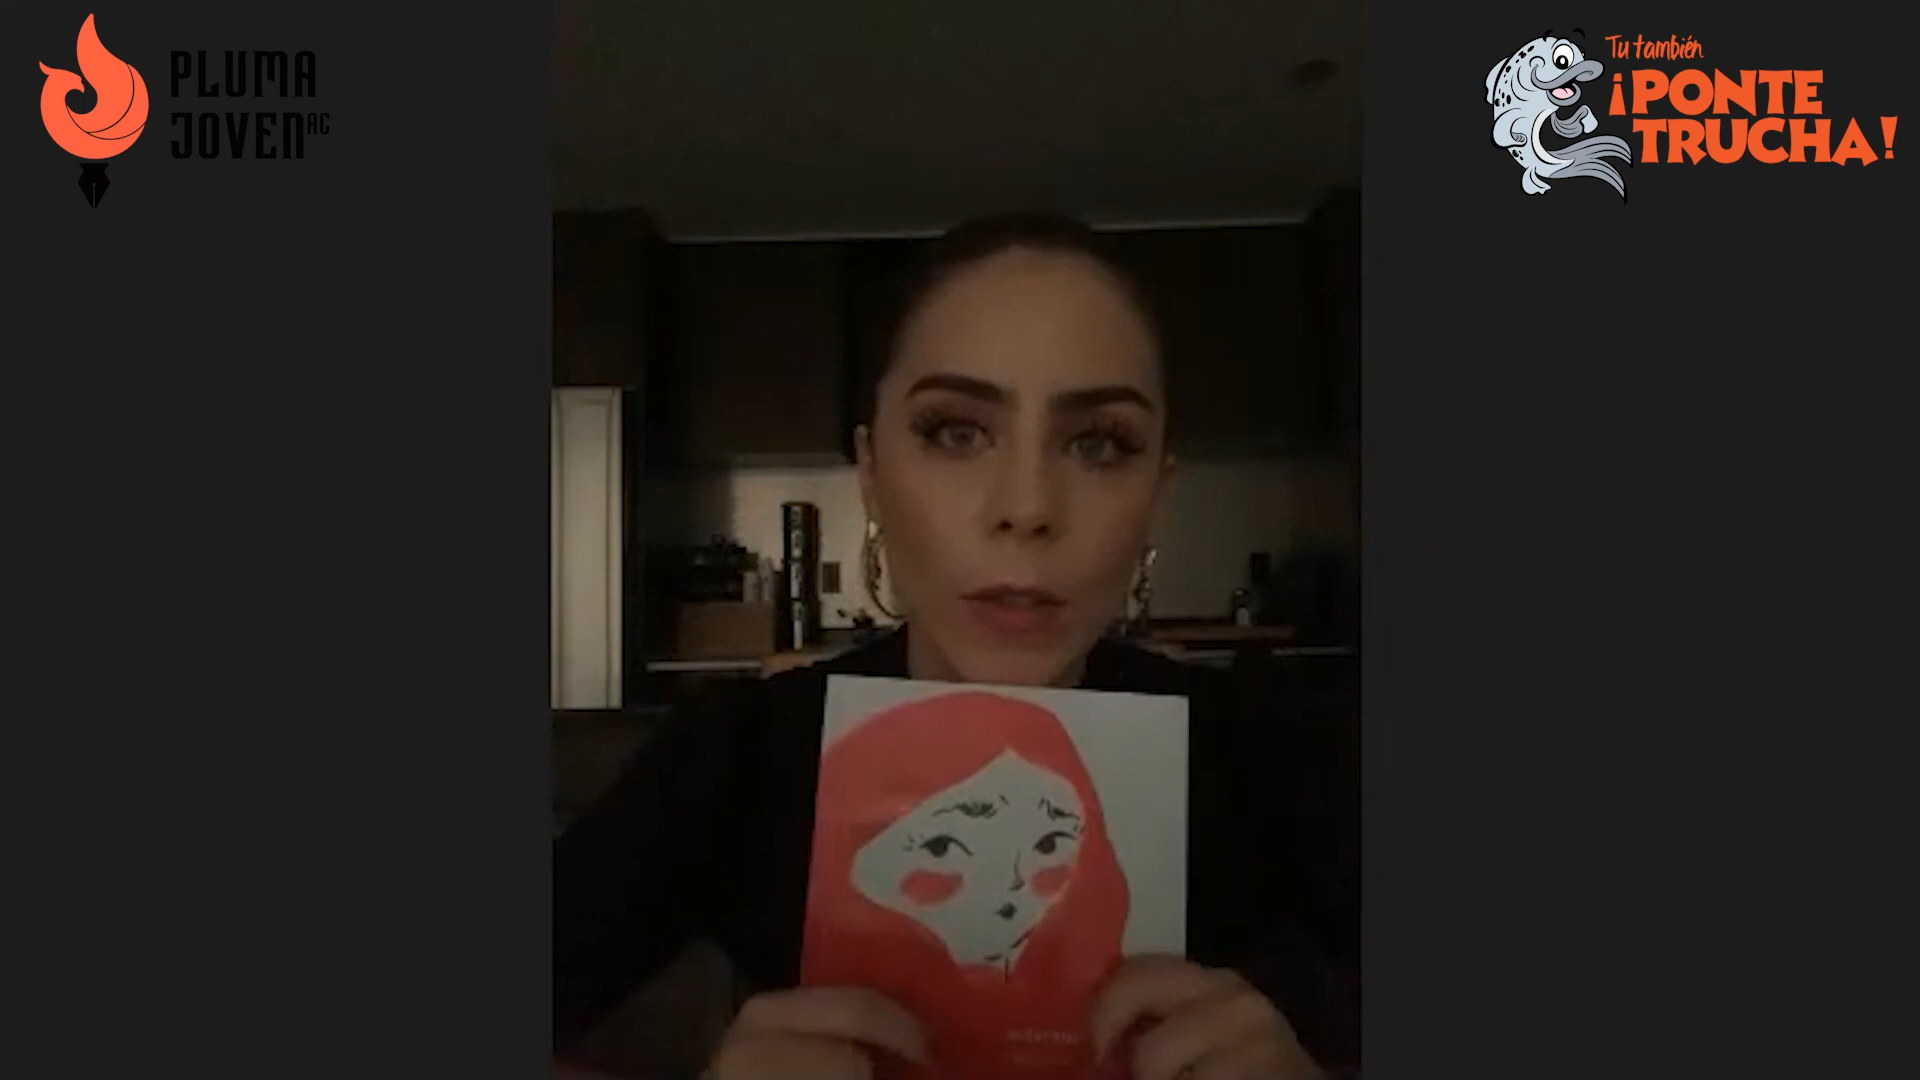 PLUMA
JOVEN AC
Tu también
¡PONTE
TRUCHA!